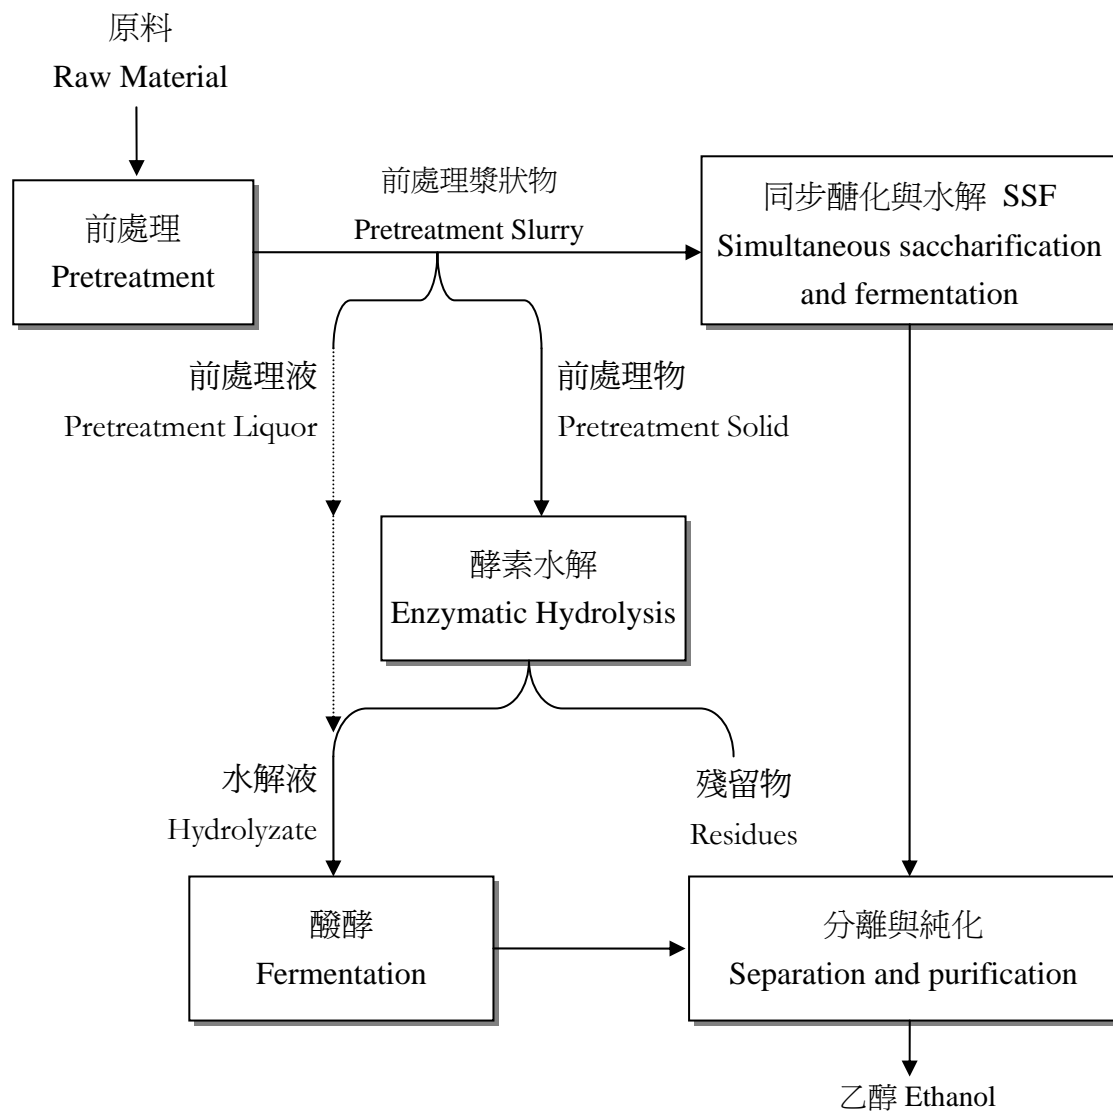 原料
Raw Material
前處理
Pretreatment
前處理漿狀物
Pretreatment Slurry
同步醣化與水解 SSF
Simultaneous saccharification
and fermentation
前處理液
Pretreatment Liquor
前處理物
Pretreatment Solid
酵素水解
Enzymatic Hydrolysis
水解液
Hydrolyzate
殘留物
Residues
醱酵
Fermentation
分離與純化
Separation and purification
乙醇 Ethanol